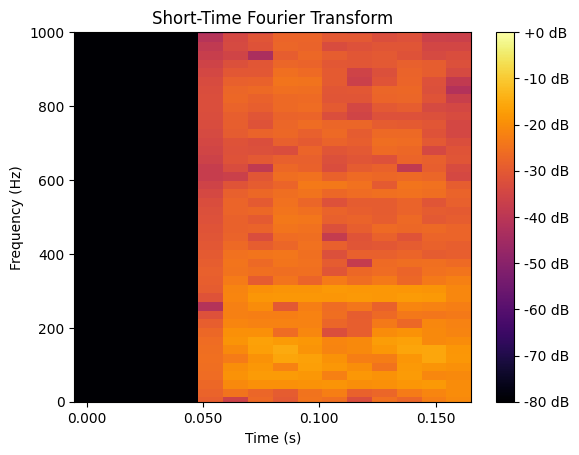 Short-Time Fourier Transform
1000
800
600
400
200
0
Frequency (Hz)
0.000
0.050
0.100
0.150
Time (s)
+0 dB
-10 dB
-20 dB
-30 dB
-40 dB
-50 dB
-60 dB
-70 dB
-80 dB